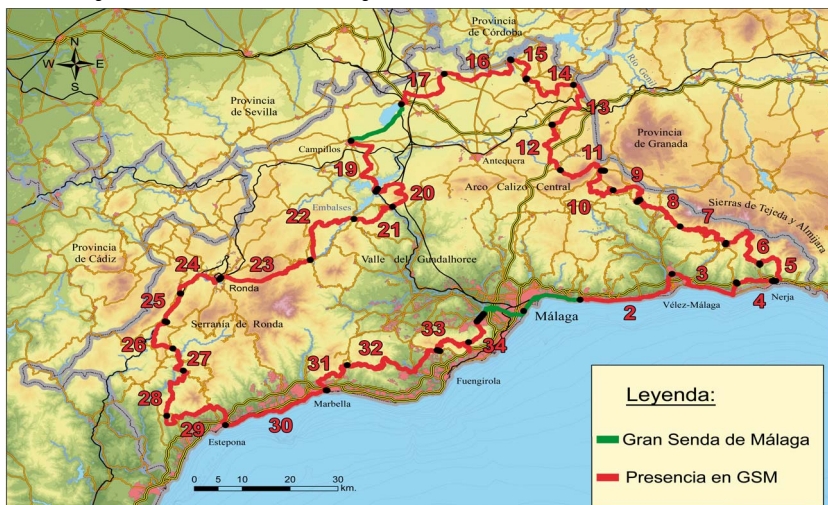 Provincia
de Córdoba
N
W E
S
15
16
17
14
Río Genil
Provincia
de Sevilla
13
Provincia
de Granada
12
Campillos
Antequera
11
19
9
Arco Calizo Central
20
10
Sierras de Tejeda y Almijara
Embalses
8
22
21
7
Provincia
de Cádiz
6
Valle del Guadalhorce
24
23
5
Ronda
3
4
25
Vélez-Málaga
Nerja
2
Málaga
Serranía de Ronda
26
33
34
27
32
31
Fuengirola
28
Marbella
29
30
Estepona
0 5 10 20 30
km.
Leyenda:
Gran Senda de Málaga
Presencia en GSM